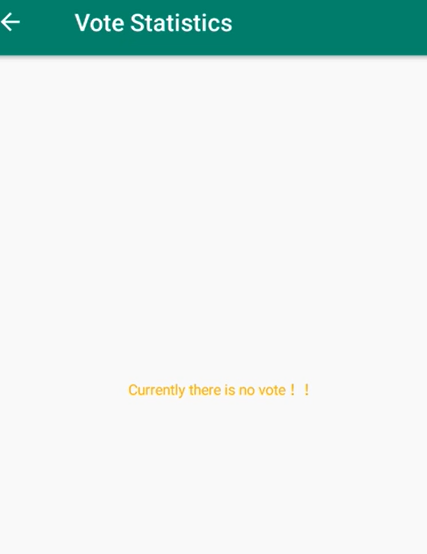 Vote Statistics
Currently there is no vote！！